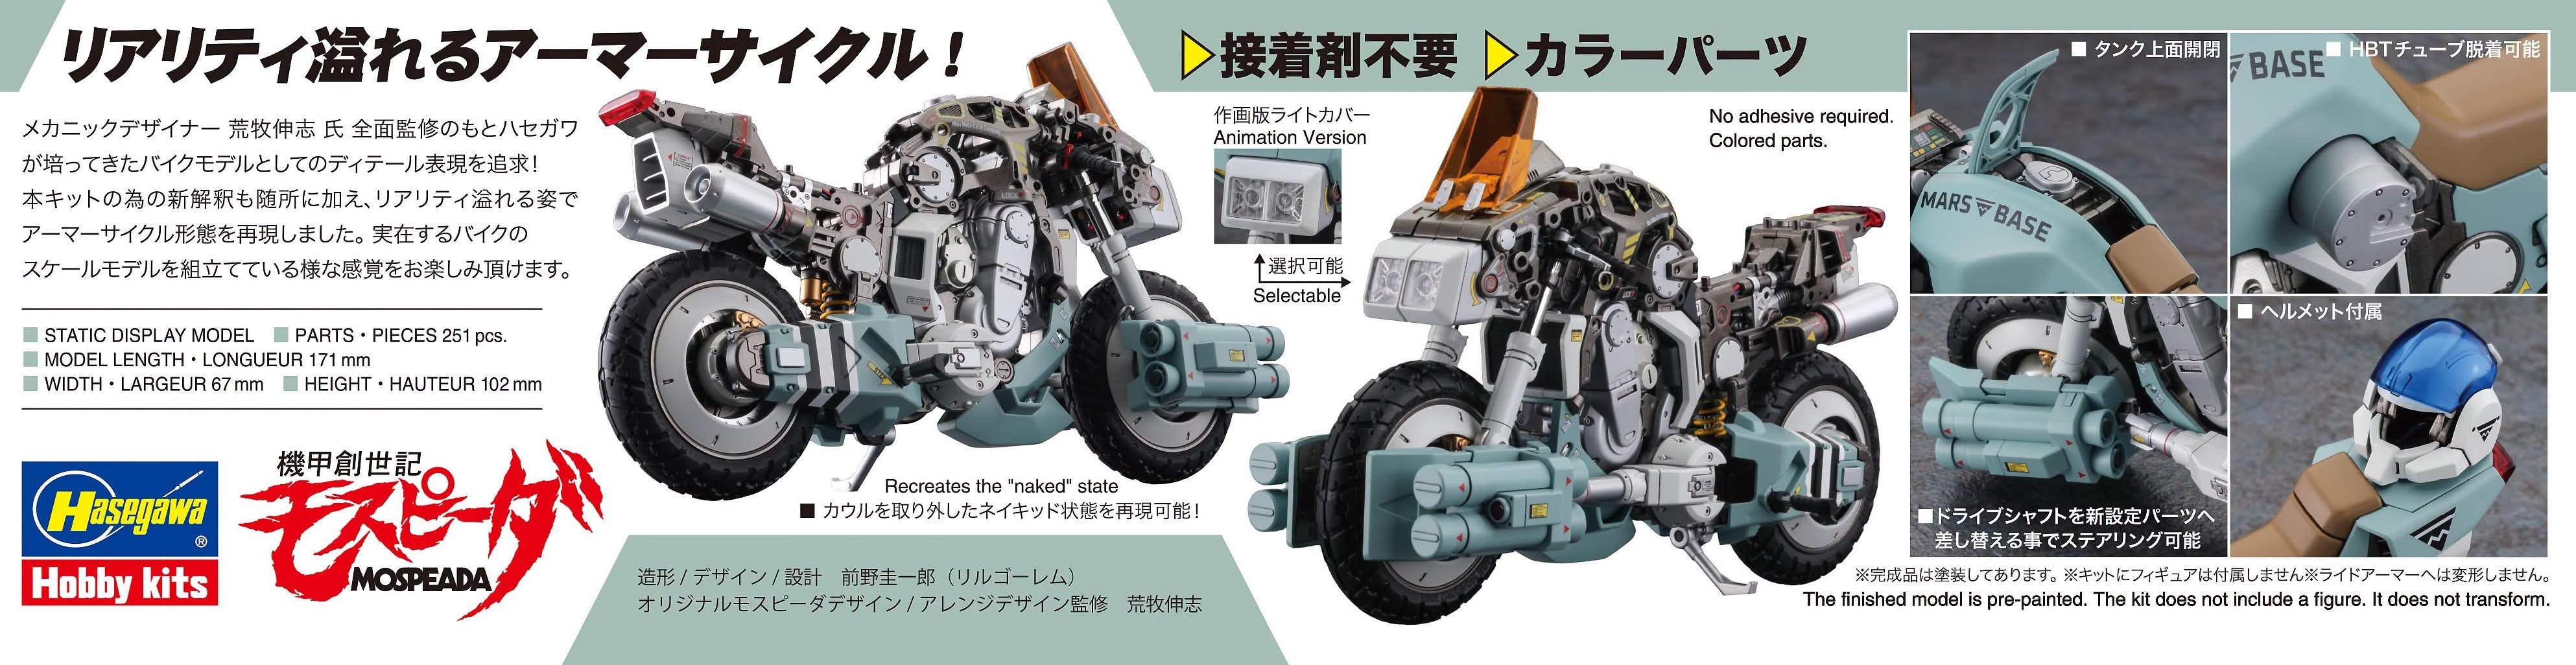 リアリティ溢れるアーマーサイクル！
メカニックデザイナー 荒牧伸志 氏 全面監修のもとハセガワ
が培ってきたバイクモデルとしてのディテール表現を追求！
本キットの為の新解釈も随所に加え、リアリティ溢れる姿で
アーマーサイクル形態を再現しました。実在するバイクの
スケールモデルを組立てている様な感覚をお楽しみ頂けます。
■ STATIC DISPLAY MODEL ■ PARTS・PIECES 251 pcs.
■ MODEL LENGTH・LONGUEUR 171 mm
■ WIDTH・LARGEUR 67 mm ■ HEIGHT・HAUTEUR 102 mm
Hasegawa ®
Hobby kits
機甲創世記
モスピーダ
MOSPEADA
Recreates the "naked" state
■ カウルを取り外したネイキッド状態を再現可能！
造形 / デザイン / 設計　前野圭一郎（リルゴーレム）
オリジナルモスピーダデザイン / アレンジデザイン監修　荒牧伸志
▶接着剤不要 ▶カラーパーツ
作画版ライトカバー
Animation Version
選択可能
Selectable
No adhesive required.
Colored parts.
■ タンク上面開閉
MARS BASE
■ HBTチューブ脱着可能
BASE
■ドライブシャフトを新設定パーツへ
差し替える事でステアリング可能
■ ヘルメット付属
※完成品は塗装してあります。※キットにフィギュアは付属しません※ライドアーマーへは変形しません。
The finished model is pre-painted. The kit does not include a figure. It does not transform.